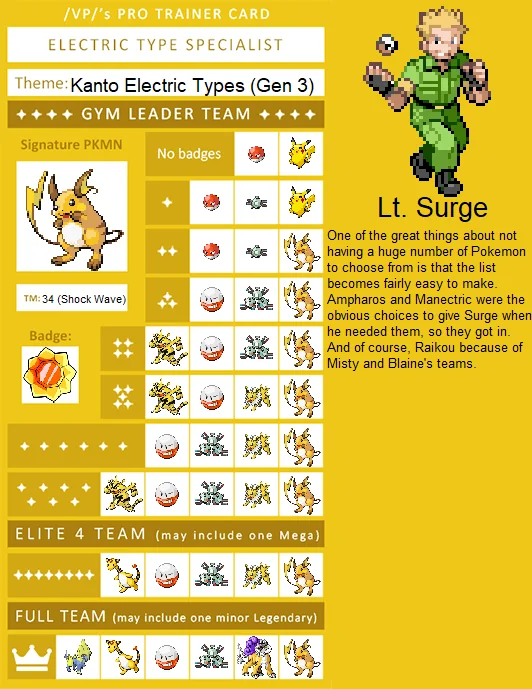 /VP/'s PRO TRAINER CARD
ELECTRIC TYPE SPECIALIST
Theme: Kanto Electric Types (Gen 3)
GYM LEADER TEAM
Signature PKMN
No badges
TM: 34 (Shock Wave)
Badge:
ELITE 4 TEAM (may include one Mega)
FULL TEAM (may include one minor Legendary)
Lt. Surge
One of the great things about not
having a huge number of Pokemon
to choose from is that the list
becomes fairly easy to make.
Ampharos and Manectric were the
obvious choices to give Surge when
he needed them, so they got in.
And of course, Raikou because of
Misty and Blaine's teams.